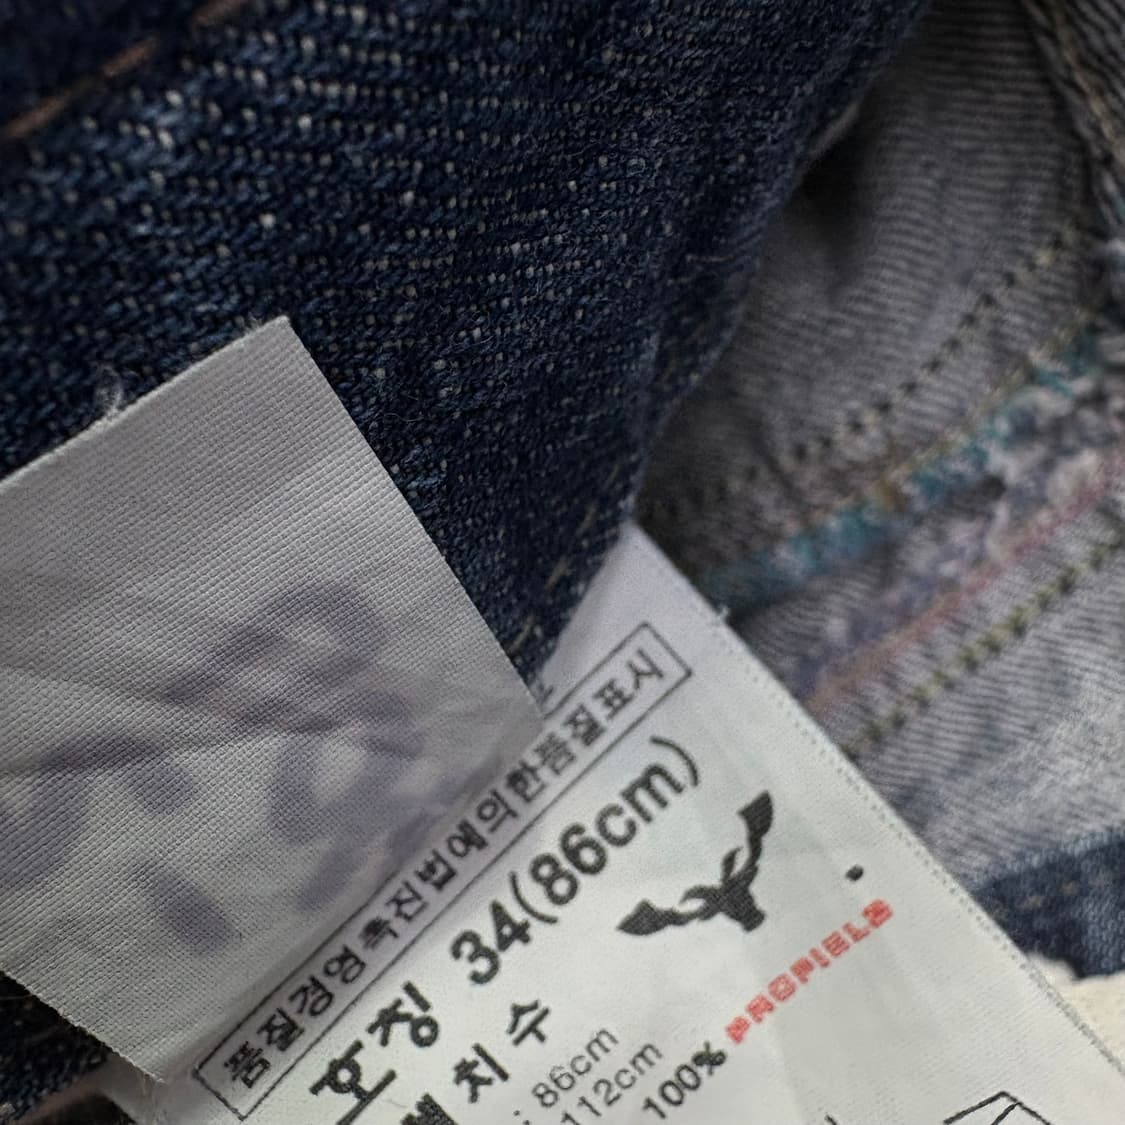 품질경영촉진법에의한품질표시
호칭 34(86cm)
체치수
: 86cm
112cm
100%
PROFIELD